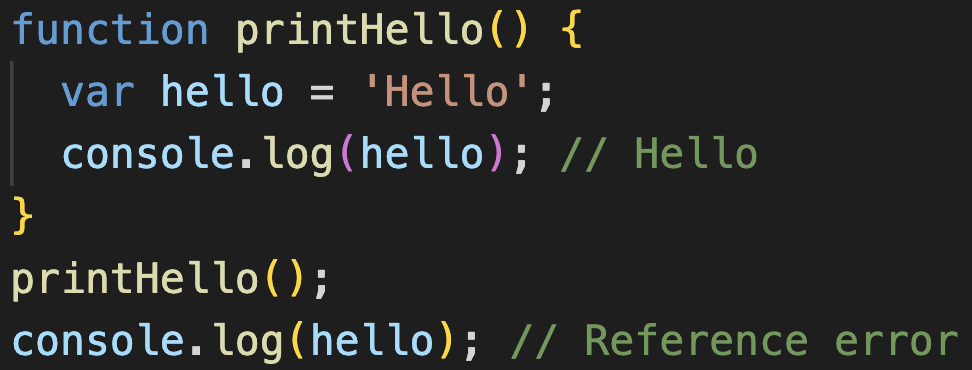 function printHello() {
  var hello = 'Hello';
  console.log(hello); // Hello
}
printHello();
console.log(hello); // Reference error